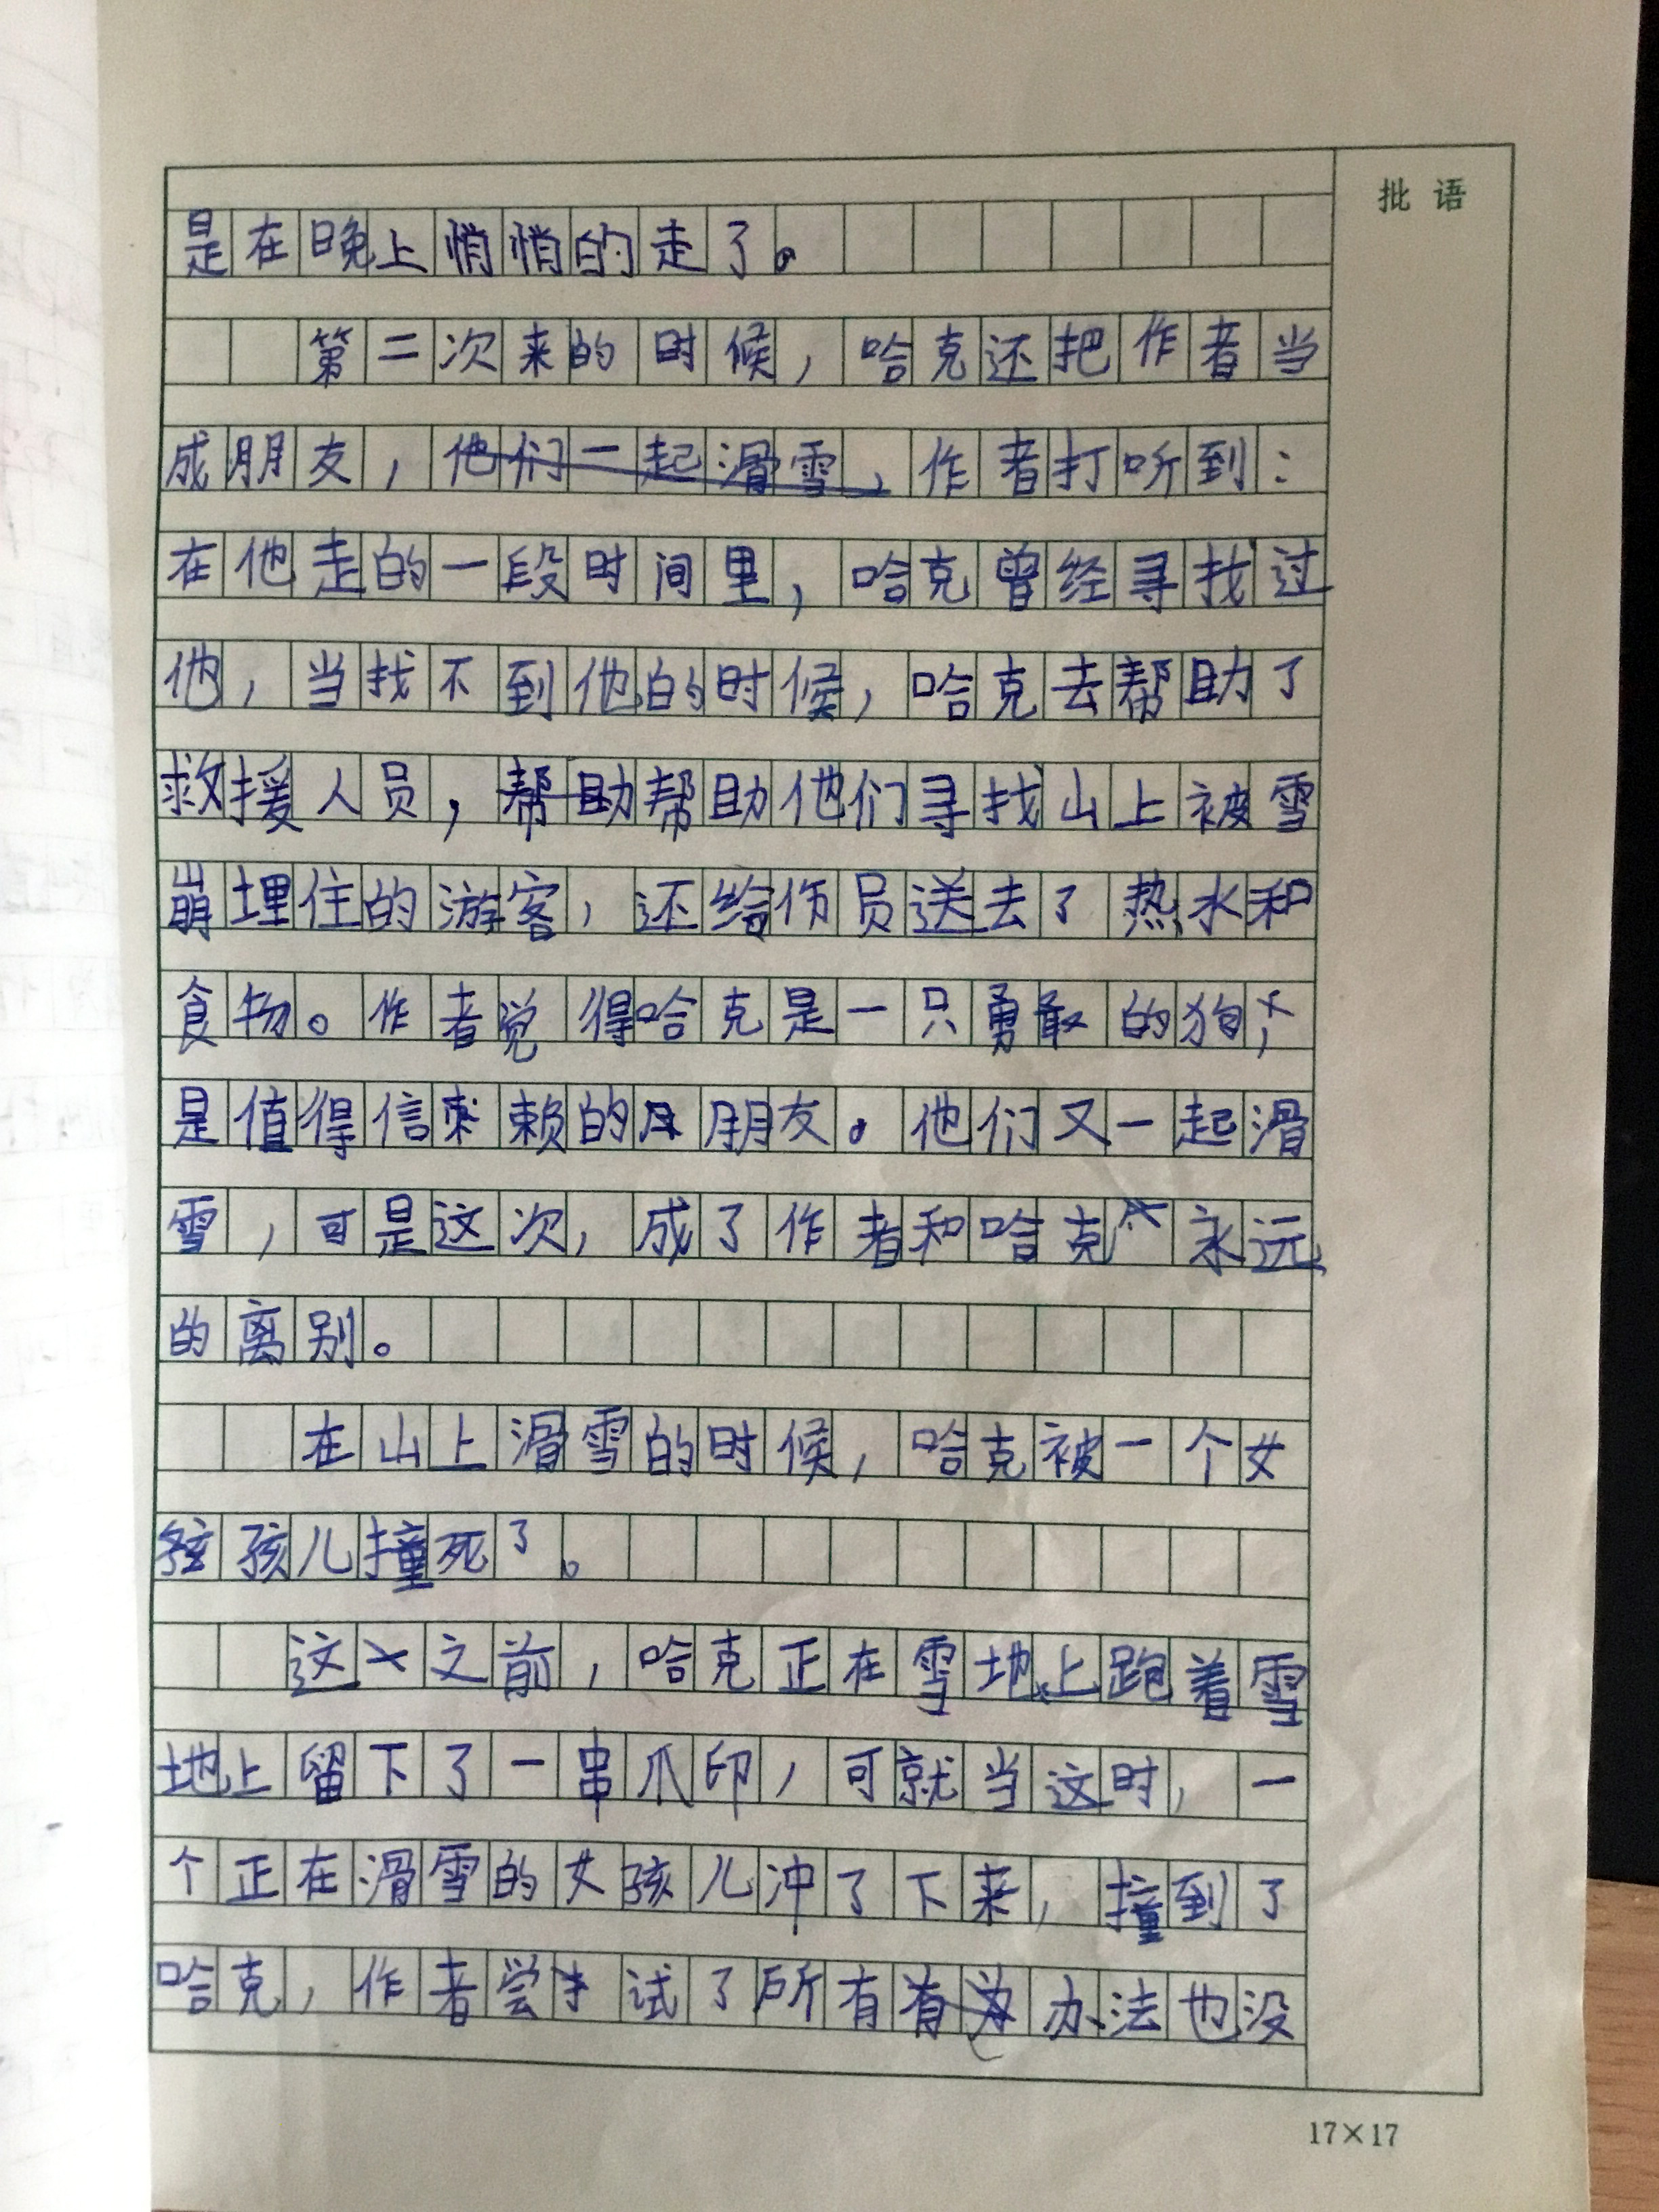 批 语
是在晚上悄悄的走了。
第二次来的时候，哈克还把作者当
成朋友，他们一起滑雪，作者打听到：
在他走的一段时间里，哈克曾经寻找过
他，当找不到他的时候，哈克去帮助了
救援人员，帮助帮助他们寻找山上被雪
崩埋住的游客，还给伤员送去了热水和
食物。作者觉得哈克是一只勇敢的狗，
是值得信赖的朋友。他们又一起滑
雪，可是这次，成了作者和哈克永远
的离别。
在山上滑雪的时候，哈克被一个女
孩儿撞死了。
这之前，哈克正在雪地上跑着雪
地上留下了一串爪印，可就当这时，一
个正在滑雪的女孩儿冲了下来，撞到了
哈克，作者尝试了所有有办法也没
17×17